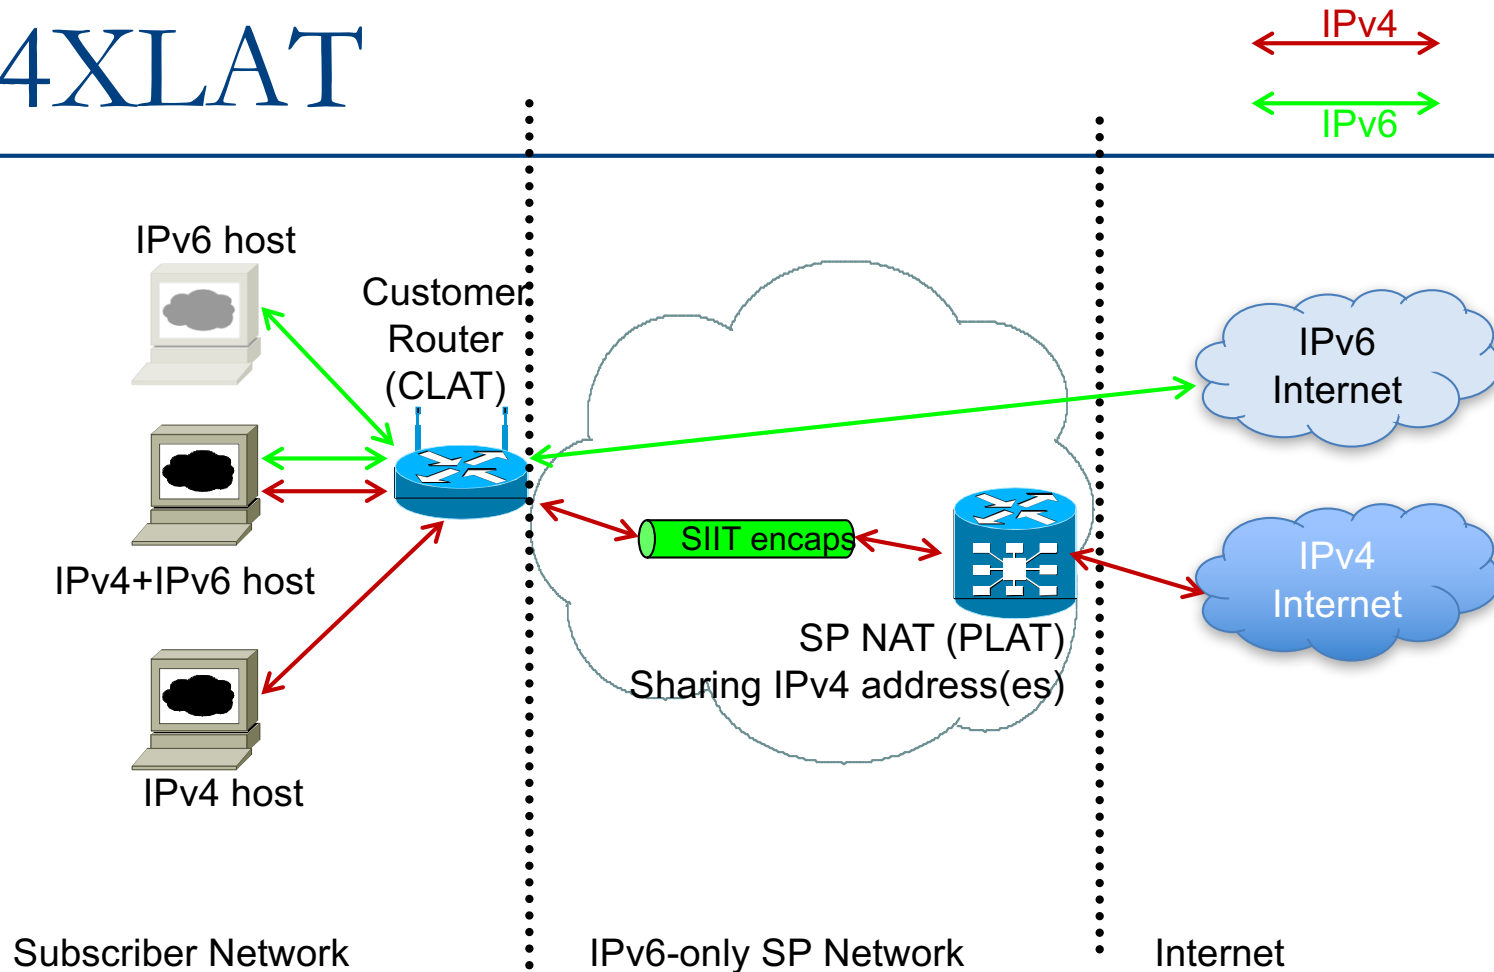 4XLAT
IPv4
IPv6
IPv6 host
Customer
Router
(CLAT)
IPv6
Internet
SIIT encaps
IPv4+IPv6 host
IPv4
Internet
SP NAT (PLAT)
Sharing IPv4 address(es)
IPv4 host
Subscriber Network
IPv6-only SP Network
Internet